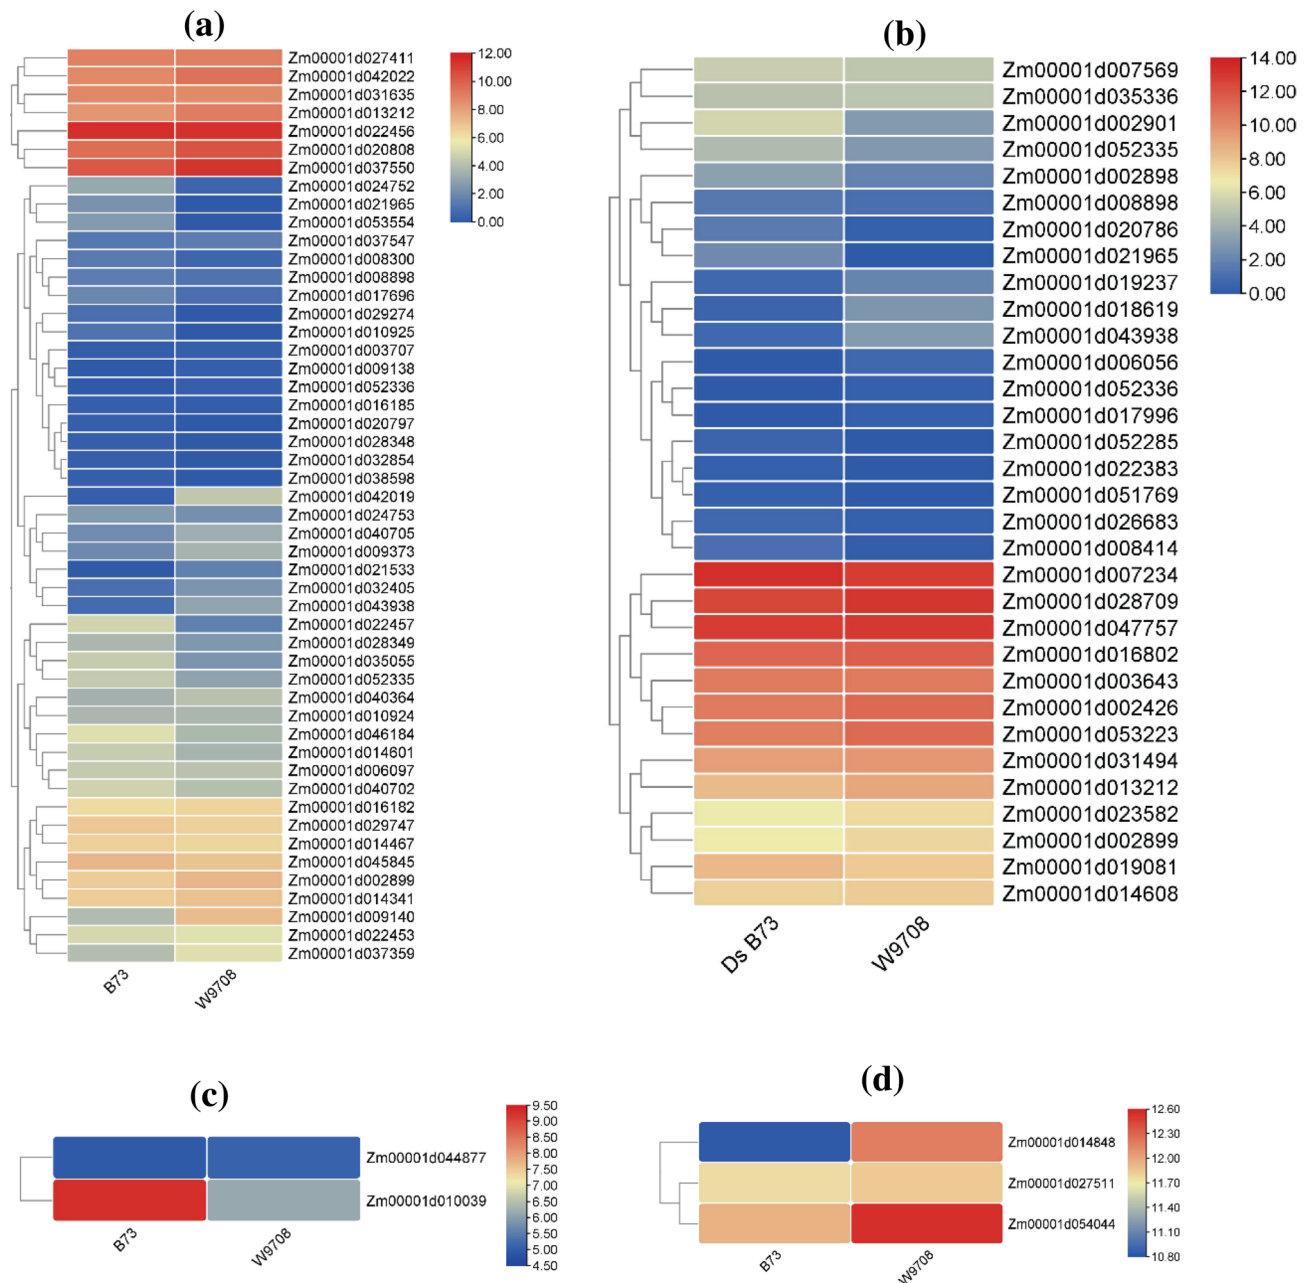 (a)
Zm00001d027411
Zm00001d042022
Zm00001d031635
Zm00001d013212
Zm00001d022456
Zm00001d020808
Zm00001d037550
Zm00001d024752
Zm00001d021965
Zm00001d053554
Zm00001d037547
Zm00001d008300
Zm00001d008898
Zm00001d017696
Zm00001d029274
Zm00001d010925
Zm00001d003707
Zm00001d009138
Zm00001d052336
Zm00001d016185
Zm00001d020797
Zm00001d028348
Zm00001d032854
Zm00001d038598
Zm00001d042019
Zm00001d024753
Zm00001d040705
Zm00001d009373
Zm00001d021533
Zm00001d032405
Zm00001d043938
Zm00001d022457
Zm00001d028349
Zm00001d035055
Zm00001d052335
Zm00001d040364
Zm00001d010924
Zm00001d046184
Zm00001d014601
Zm00001d006097
Zm00001d040702
Zm00001d016182
Zm00001d029747
Zm00001d014467
Zm00001d045845
Zm00001d002899
Zm00001d014341
Zm00001d009140
Zm00001d022453
Zm00001d037359
B73
W9708
12.00
10.00
8.00
6.00
4.00
2.00
0.00
(b)
Zm00001d007569
Zm00001d035336
Zm00001d002901
Zm00001d052335
Zm00001d002898
Zm00001d008898
Zm00001d020786
Zm00001d021965
Zm00001d019237
Zm00001d018619
Zm00001d043938
Zm00001d006056
Zm00001d052336
Zm00001d017996
Zm00001d052285
Zm00001d022383
Zm00001d051769
Zm00001d026683
Zm00001d008414
Zm00001d007234
Zm00001d028709
Zm00001d047757
Zm00001d016802
Zm00001d003643
Zm00001d002426
Zm00001d053223
Zm00001d031494
Zm00001d013212
Zm00001d023582
Zm00001d002899
Zm00001d019081
Zm00001d014608
Ds B73
W9708
14.00
12.00
10.00
8.00
6.00
4.00
2.00
0.00
(c)
Zm00001d044877
Zm00001d010039
B73
W9708
9.50
9.00
8.50
8.00
7.50
7.00
6.50
6.00
5.50
5.00
4.50
(d)
Zm00001d014848
Zm00001d027511
Zm00001d054044
B73
W9708
12.60
12.30
12.00
11.70
11.40
11.10
10.80